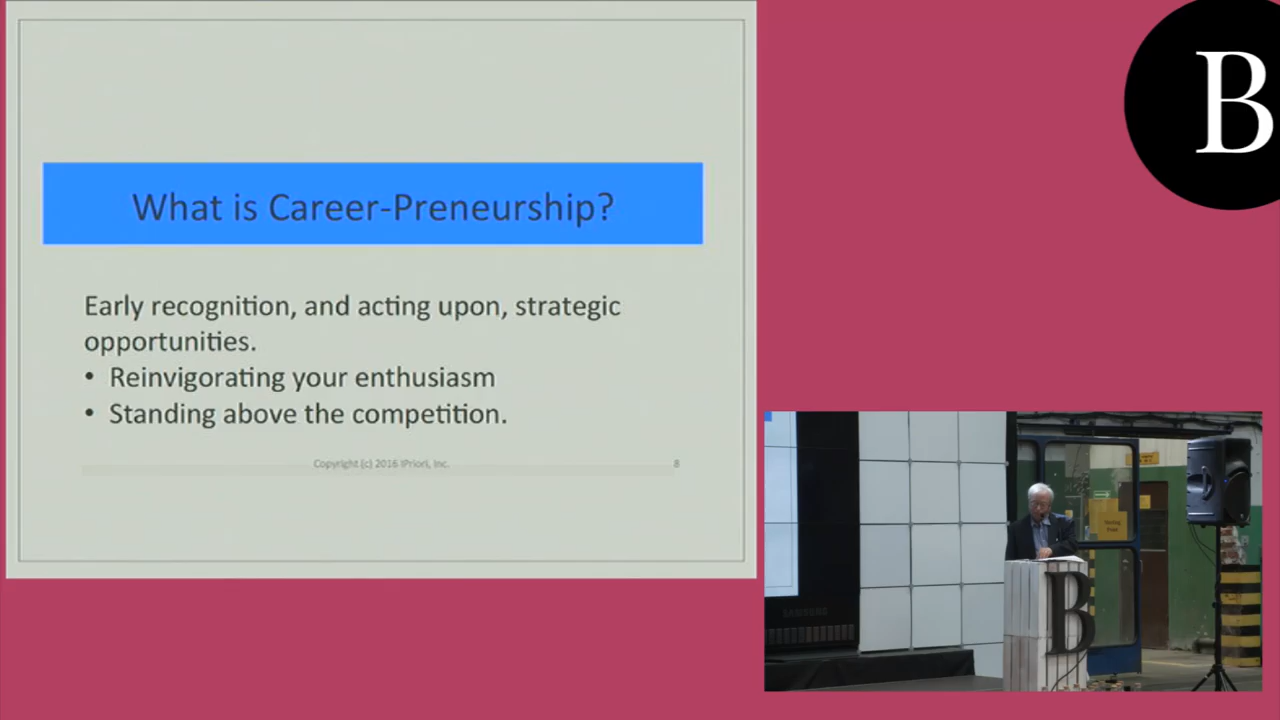 B
What is Career-Preneurship?
Early recognition, and acting upon, strategic
opportunities.
• Reinvigorating your enthusiasm
• Standing above the competition.
Copyright (c) 2016 IPriori, Inc.
8
SAMSUNG
B